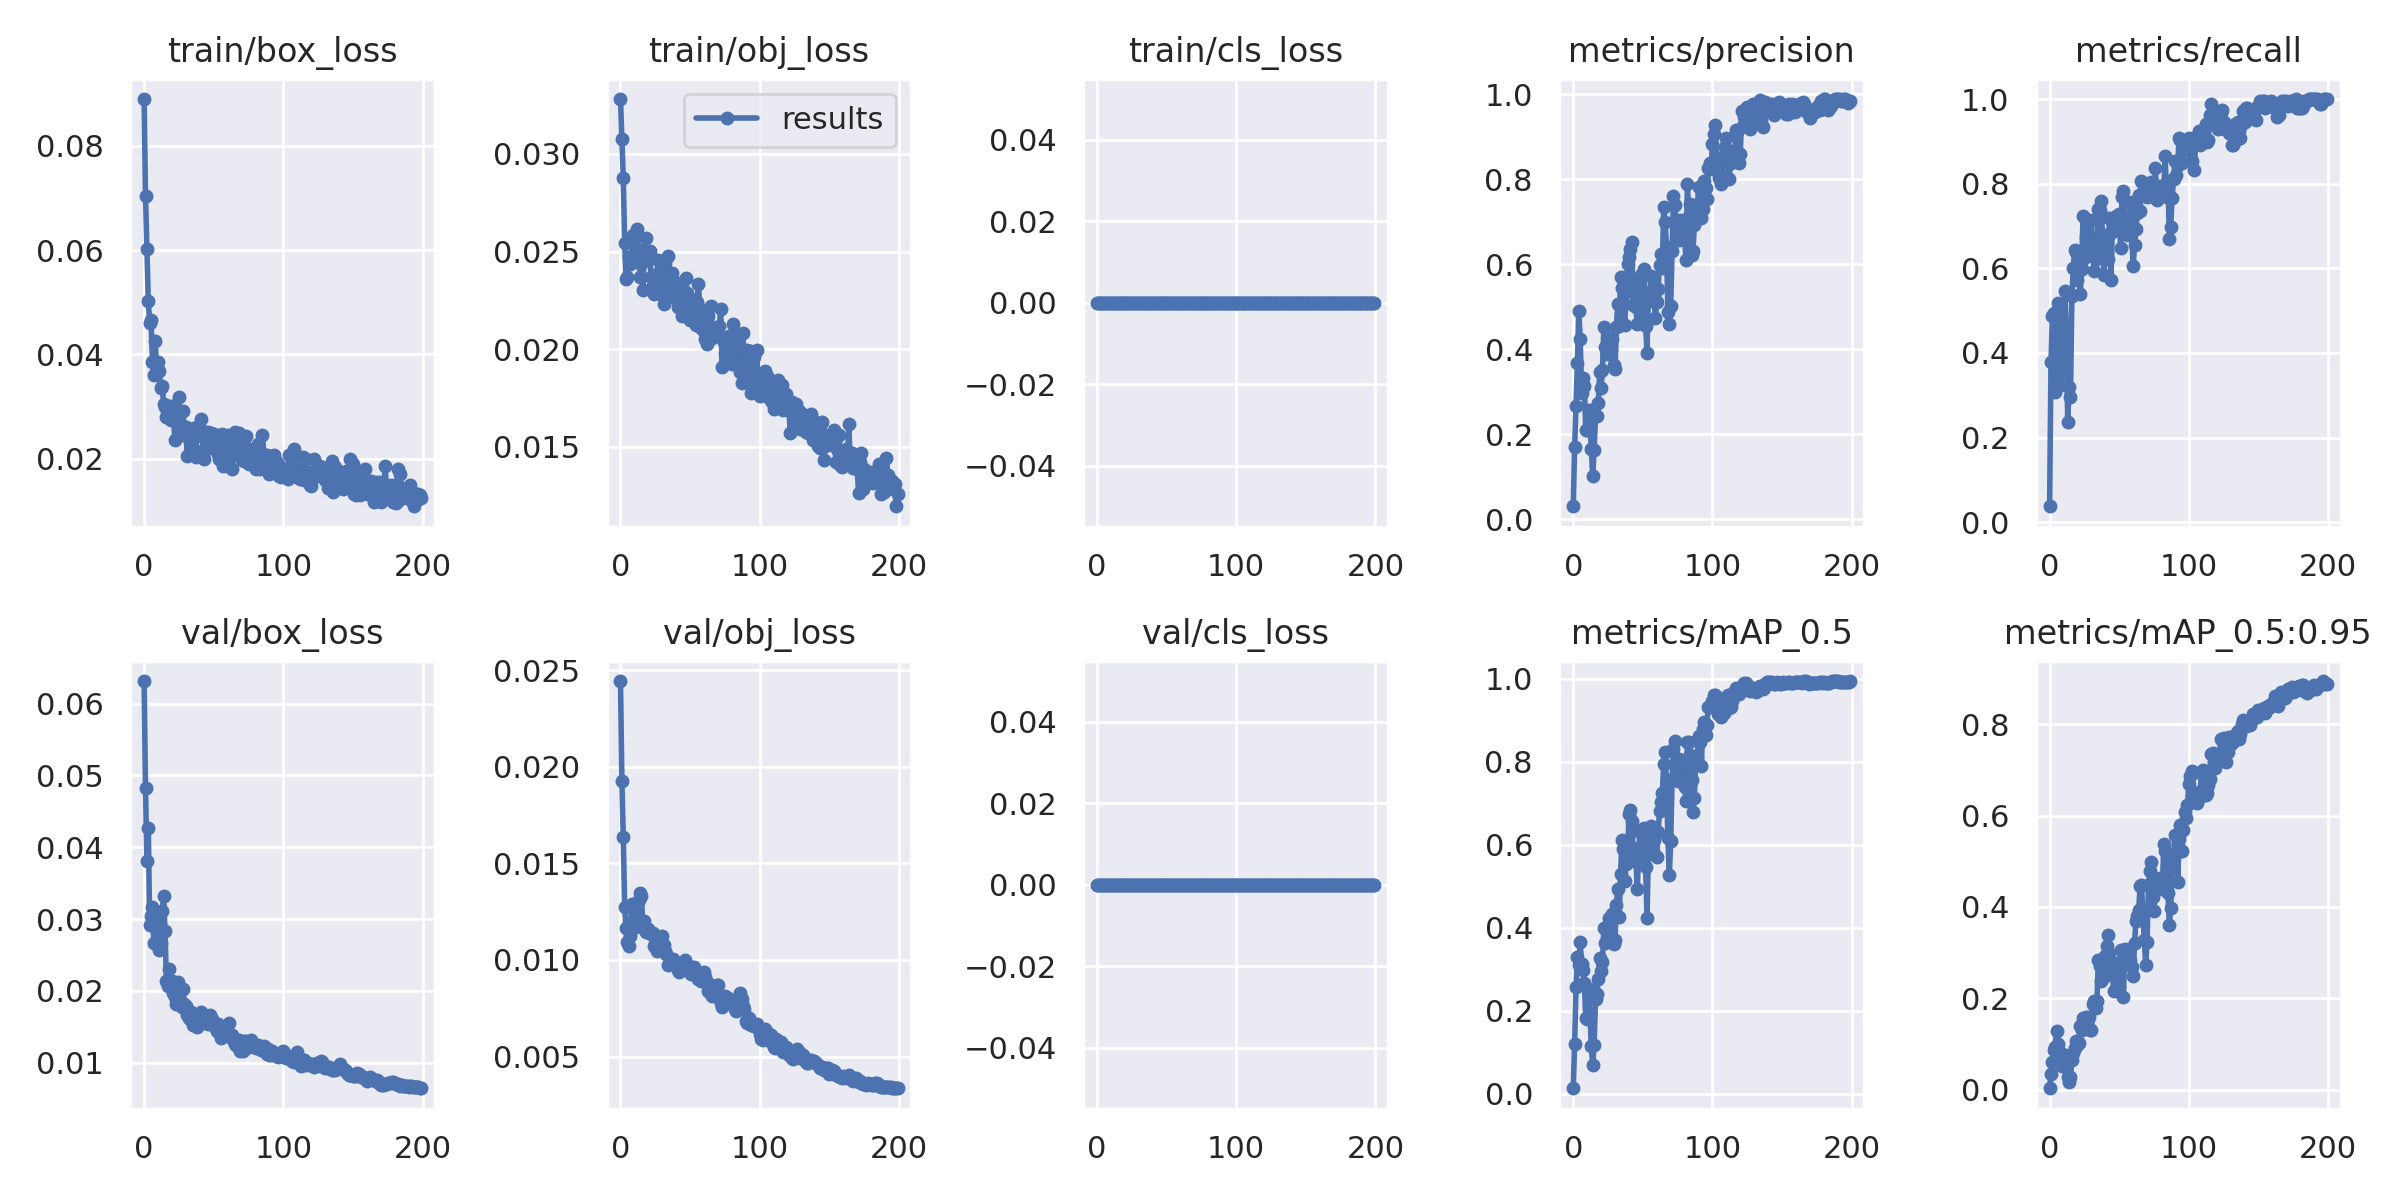 train/box_loss
0.08
0.06
0.04
0.02
0 100 200
train/obj_loss
results
0.030
0.025
0.020
0.015
0 100 200
train/cls_loss
0.04
0.02
0.00
−0.02
−0.04
0 100 200
metrics/precision
1.0
0.8
0.6
0.4
0.2
0.0
0 100 200
metrics/recall
1.0
0.8
0.6
0.4
0.2
0.0
0 100 200
val/box_loss
0.06
0.05
0.04
0.03
0.02
0.01
0 100 200
val/obj_loss
0.025
0.020
0.015
0.010
0.005
0 100 200
val/cls_loss
0.04
0.02
0.00
−0.02
−0.04
0 100 200
metrics/mAP_0.5
1.0
0.8
0.6
0.4
0.2
0.0
0 100 200
metrics/mAP_0.5:0.95
0.8
0.6
0.4
0.2
0.0
0 100 200